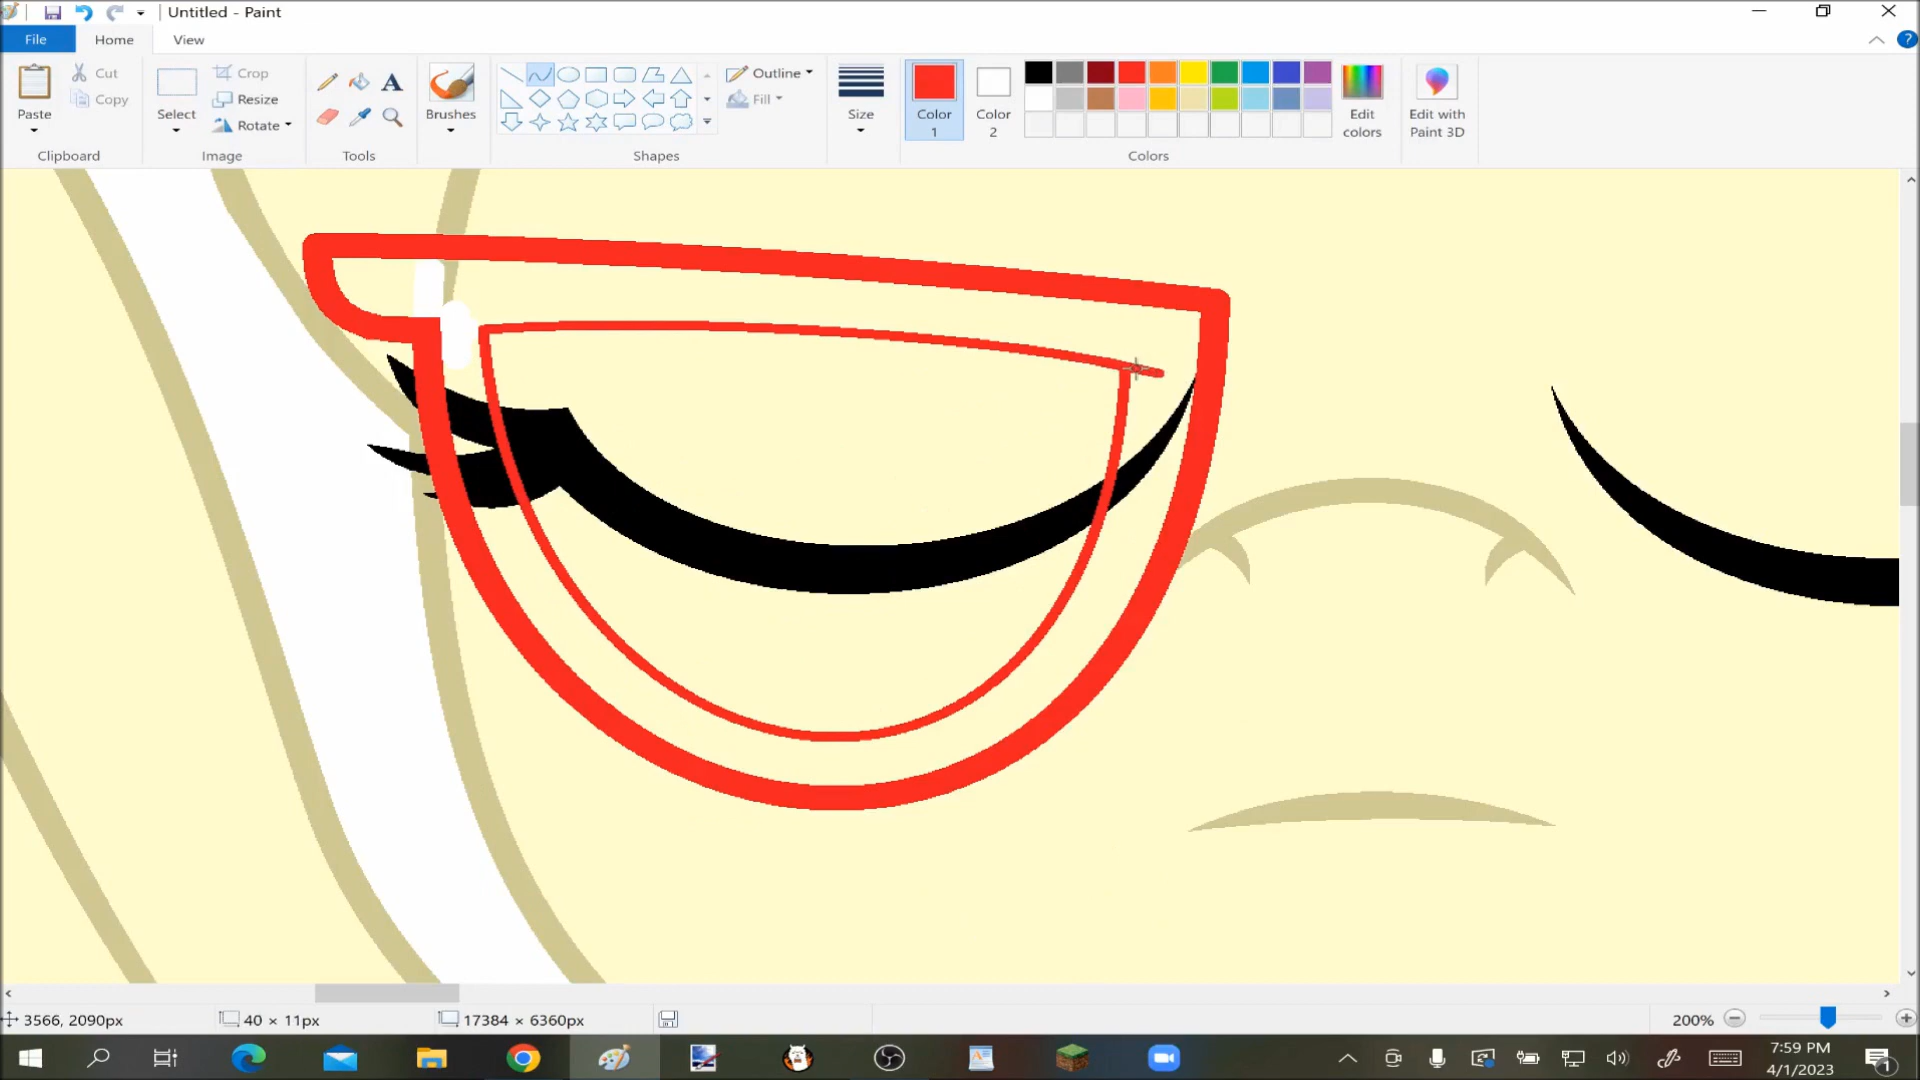 Untitled - Paint
File Home View
Paste
Cut
Copy
Clipboard
Select
Crop
Resize
Rotate
Image
Tools
Brushes
Shapes
Outline
Fill
Size
Color 1
Color 2
Colors
Edit colors
Edit with Paint 3D
3566, 2090px
40 × 11px
17384 × 6360px
200%
7:59 PM
4/1/2023
1